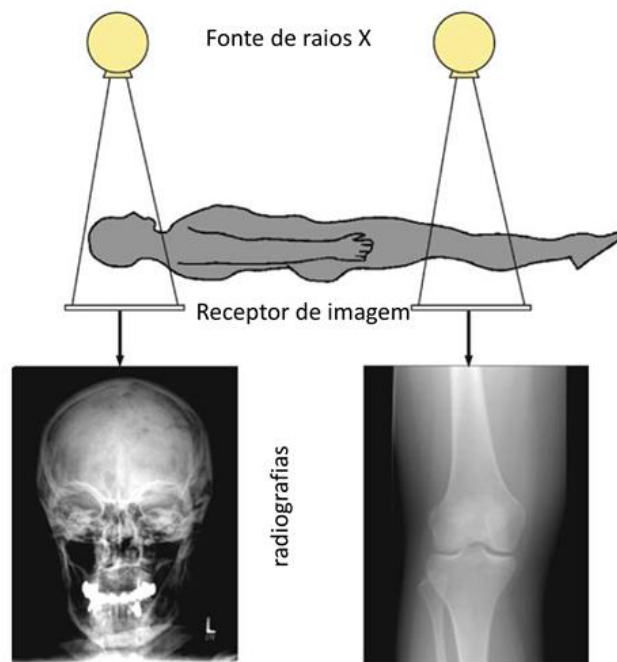 Fonte de raios X
Receptor de imagem
radiografias
L